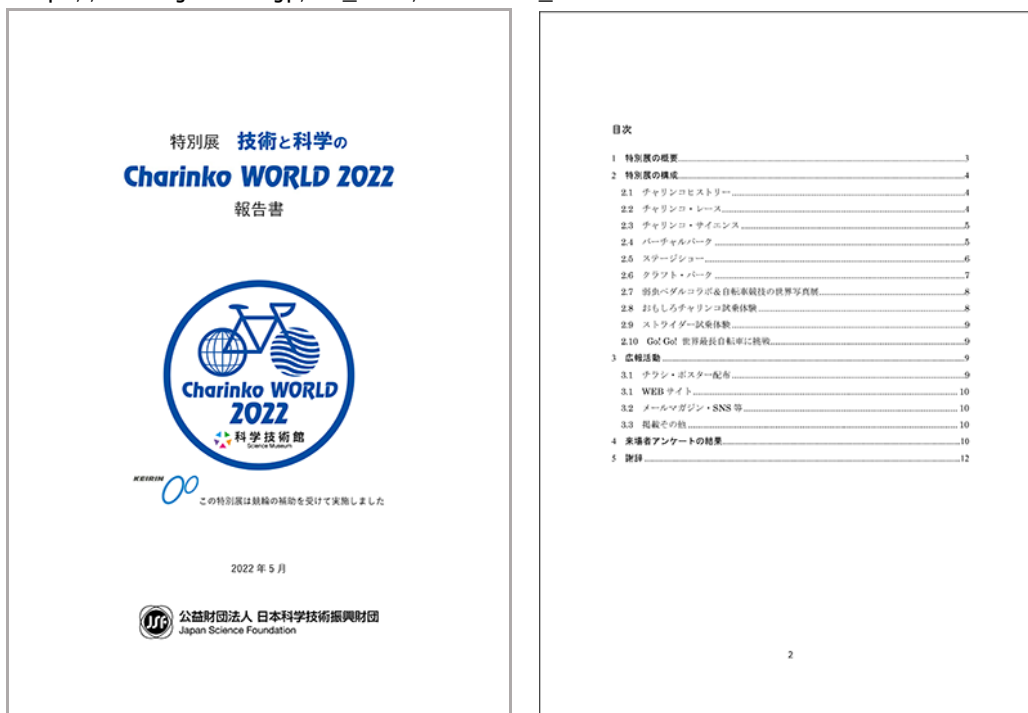 特別展 技術と科学の
Charinko WORLD 2022
報告書
Charinko WORLD
2022
科学技術館
Science Museum
KEIRIN
この特別展は競輪の補助を受けて実施しました
2022年5月
JSF
公益財団法人 日本科学技術振興財団
Japan Science Foundation
目次
1 特別展の概要 3
2 特別展の構成 4
2.1 チャリンコヒストリー 4
2.2 チャリンコ・レース 4
2.3 チャリンコ・サイエンス 5
2.4 バーチャルパーク 5
2.5 ステージショー 6
2.6 クラフト・パーク 7
2.7 弱虫ペダルコラボ&自転車競技の世界写真展 8
2.8 おもしろチャリンコ試乗体験 8
2.9 ストライダー試乗体験 9
2.10 Go! Go! 世界最長自転車に挑戦 9
3 広報活動 9
3.1 チラシ・ポスター配布 9
3.1 WEBサイト 10
3.2 メールマガジン・SNS等 10
3.3 掲載その他 10
4 来場者アンケートの結果 10
5 謝辞 12
2